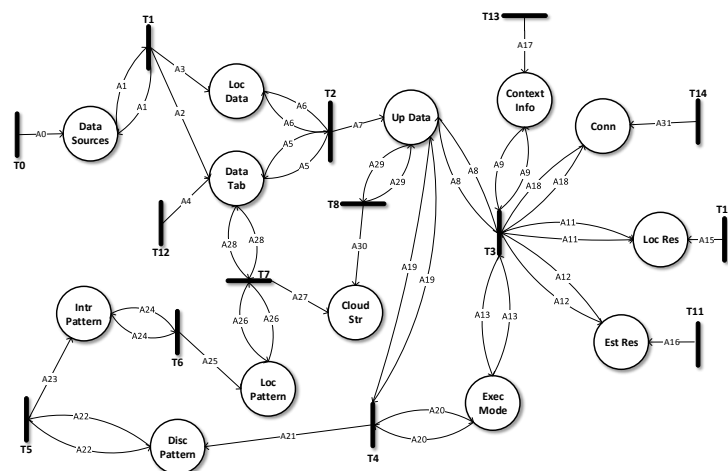 T13
T1
A17
A3
Loc
Data
A6
T2
Context
Info
T14
A1
A1
A6
A7
Up Data
Conn
A31
A0
Data
Sources
A2
A5
A5
A29
A29
A8
A8
A9
A9
A18
A18
T0
Data
Tab
A4
T8
T12
A28
A28
A30
T3
A11
A11
Loc Res
A15
T1
A19
A19
T7
A27
A12
A12
Intr
Pattern
A24
A24
A26
A26
Cloud
Str
A13
A13
T11
Est Res
A16
T6
A25
A23
Loc
Pattern
Exec
Mode
A22
A22
A20
A20
A21
T5
Disc
Pattern
T4